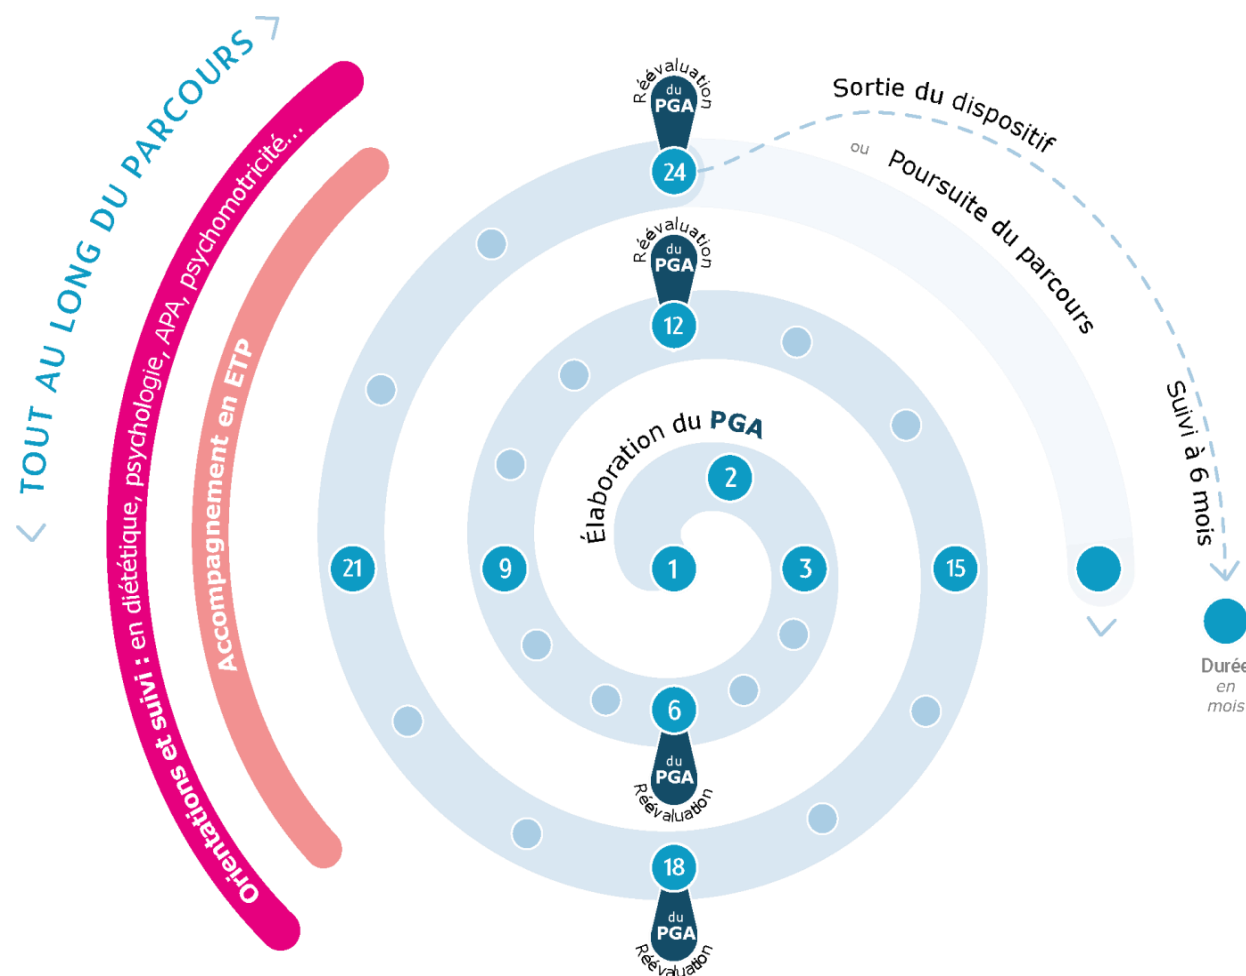 TOUT AU LONG DU PARCOURS
Orientations et suivi : en diététique, psychologie, APA, psychomotricité...
Accompagnement en ETP
Réévaluation
du
PGA
24
Sortie du dispositif
ou Poursuite du parcours
Suivi à 6 mois
Réévaluation
du
PGA
12
Élaboration du PGA
2
21
9
1
3
15
6
du
PGA
Réévaluation
18
du
PGA
Réévaluation
Durée
en
mois